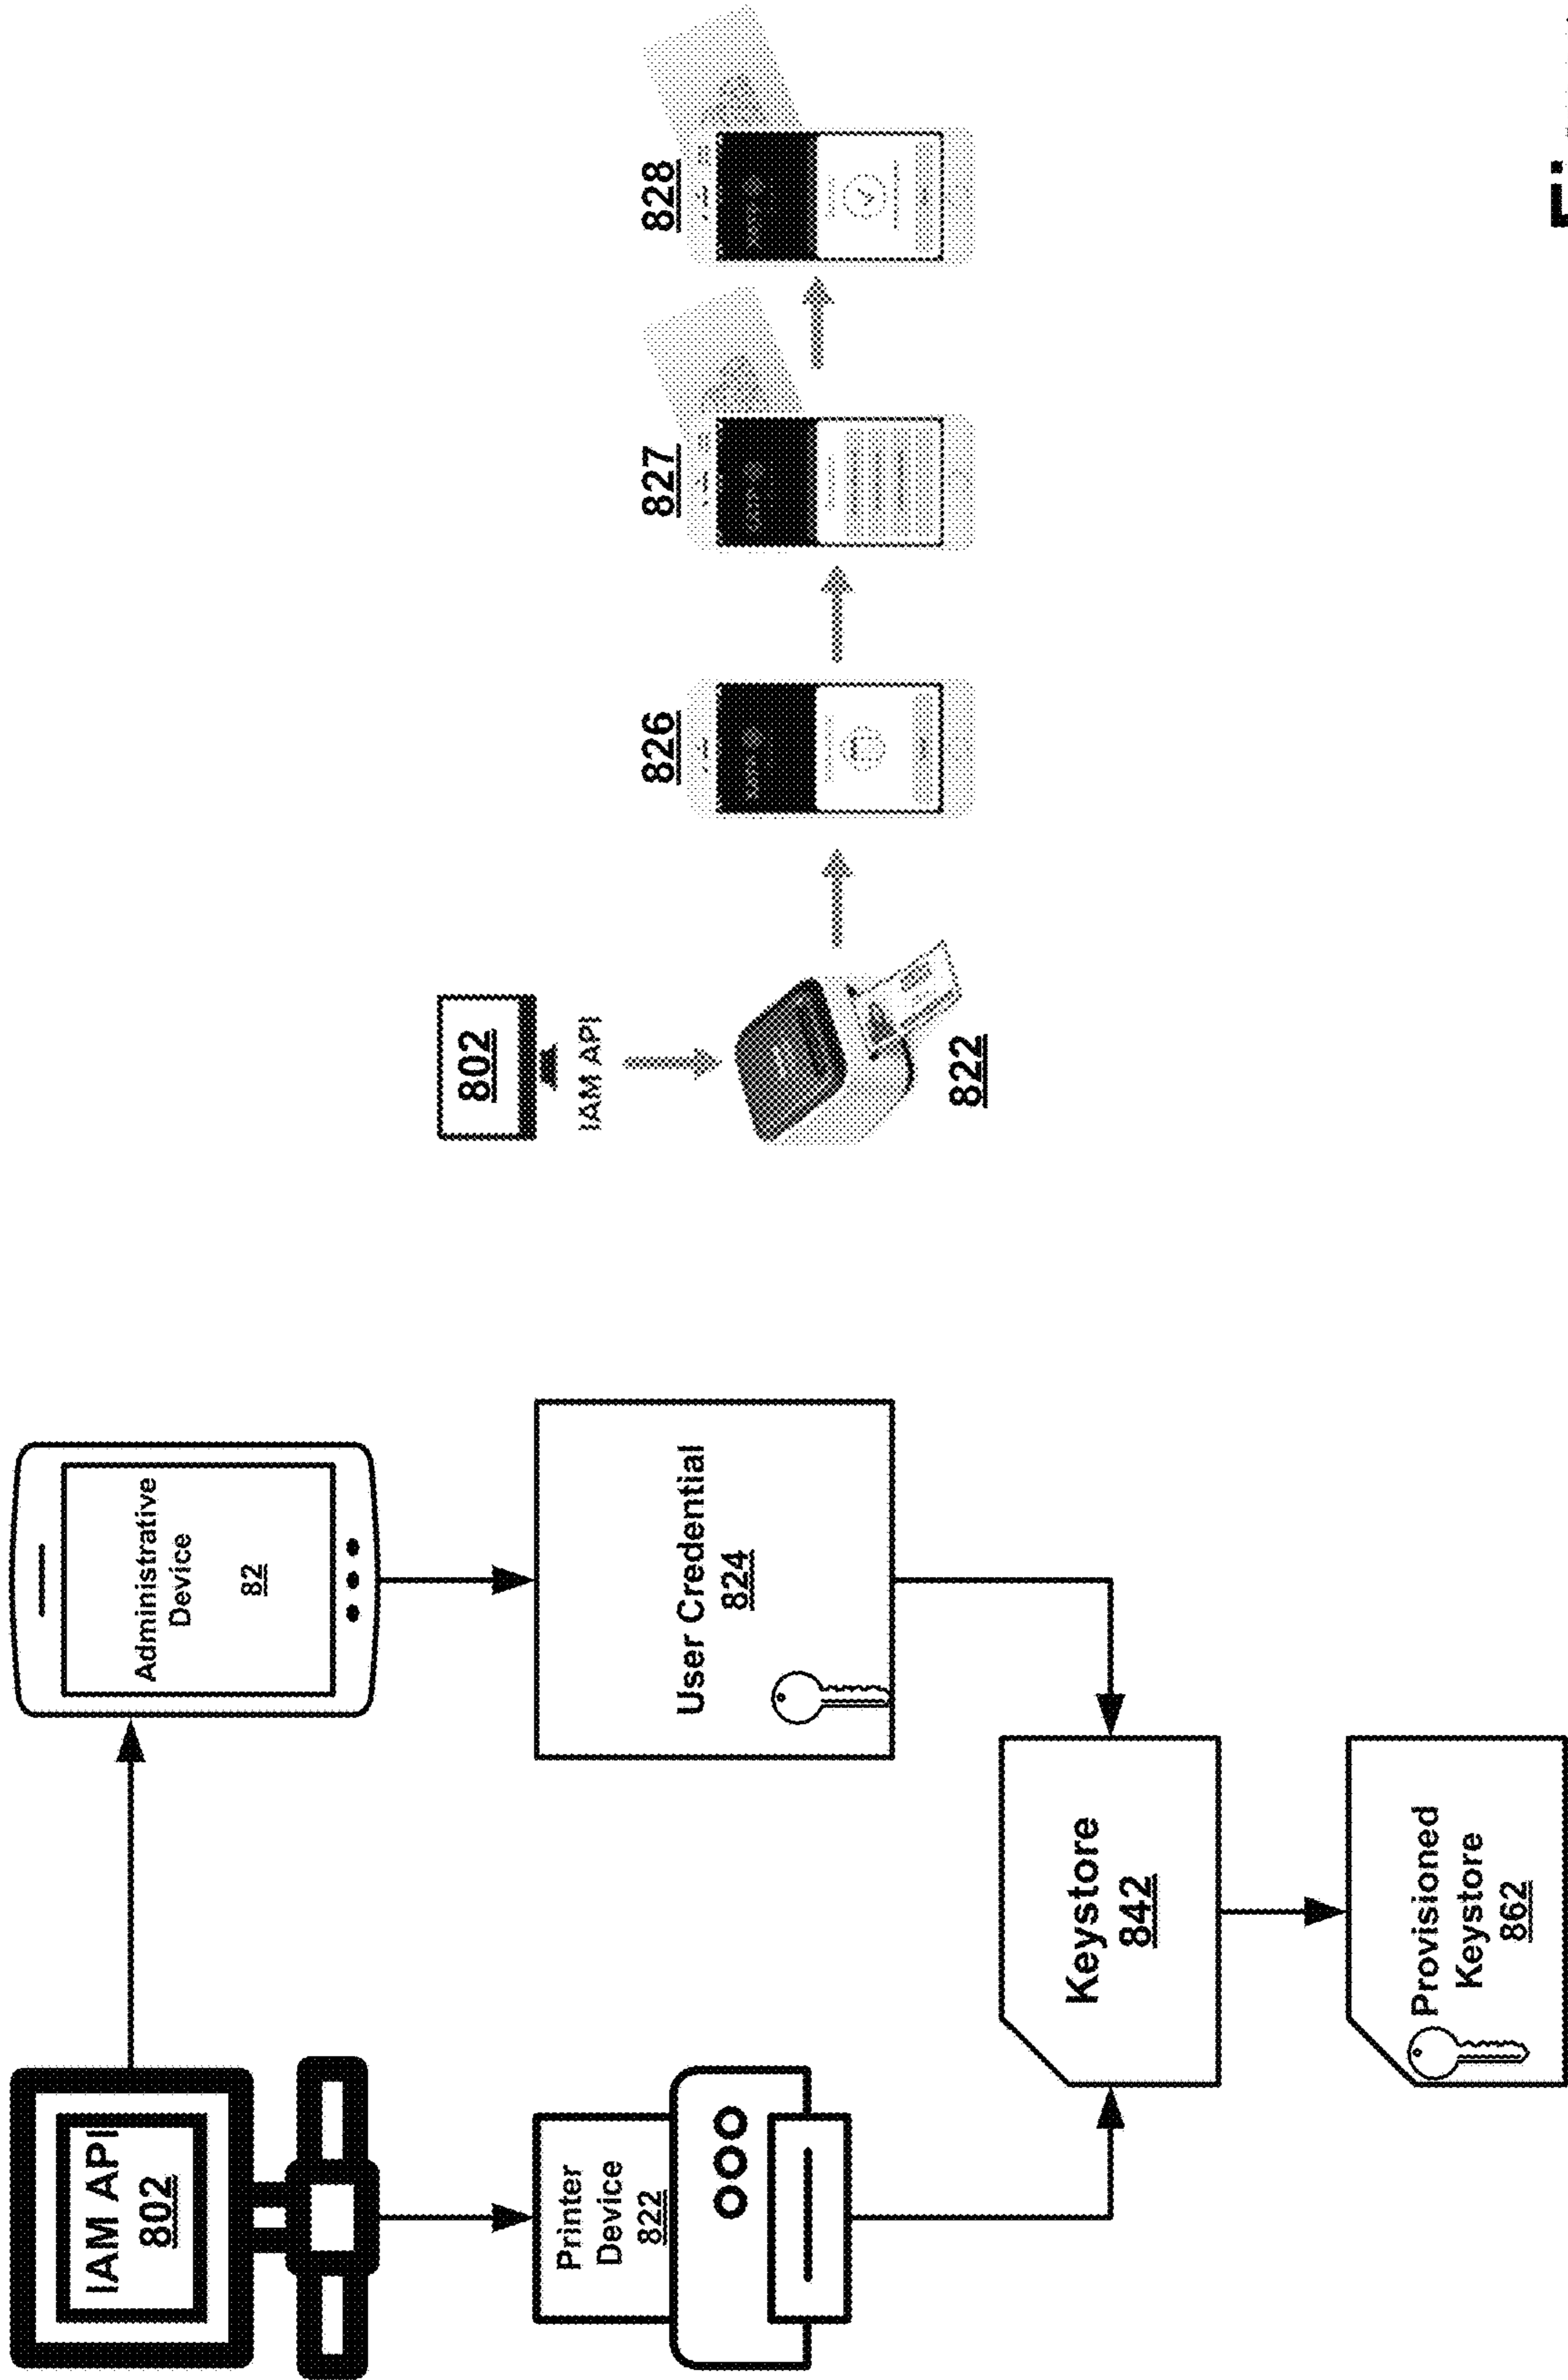 IAM API
802
Administrative
Device
82
Printer
Device
822
User Credential
824
Keystore
842
Provisioned
Keystore
862
802
IAM API
822
826
827
828